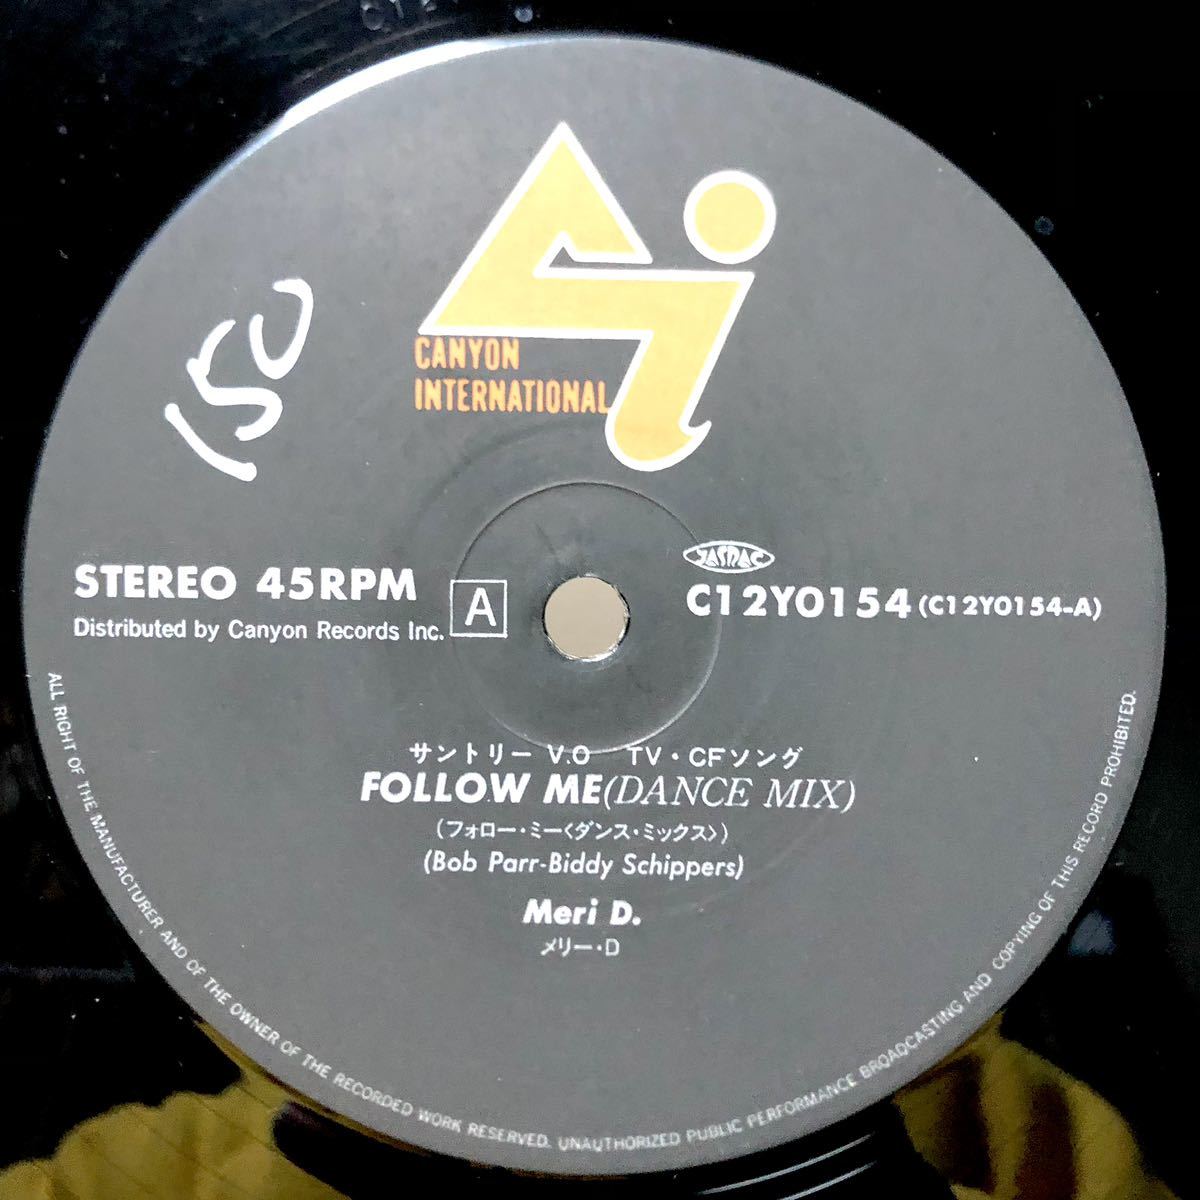 CANYON
INTERNATIONAL
150
STEREO 45RPM
Distributed by Canyon Records Inc.
A
JASRAC
C12Y0154 (C12Y0154-A)
サントリー V.O TV・CFソング
FOLLOW ME(DANCE MIX)
(フォロー・ミー〈ダンス・ミックス〉)
(Bob Parr-Biddy Schippers)
Meri D.
メリー・D
ALL RIGHT OF THE MANUFACTURER AND OF THE OWNER OF THE RECORDED WORK RESERVED. UNAUTHORIZED PUBLIC PERFORMANCE BROADCASTING AND COPYING OF THIS RECORD PROHIBITED.